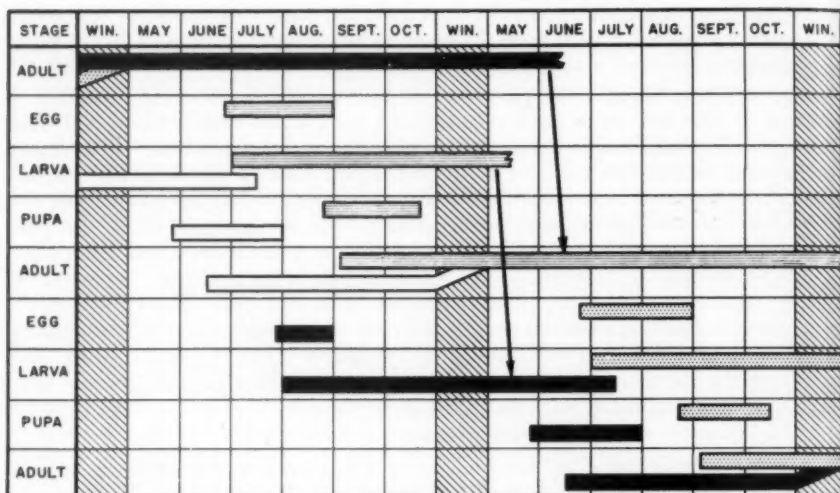 STAGE WIN. MAY JUNE JULY AUG. SEPT. OCT. WIN. MAY JUNE JULY AUG. SEPT. OCT. WIN.
ADULT
EGG
LARVA
PUPA
ADULT
EGG
LARVA
PUPA
ADULT